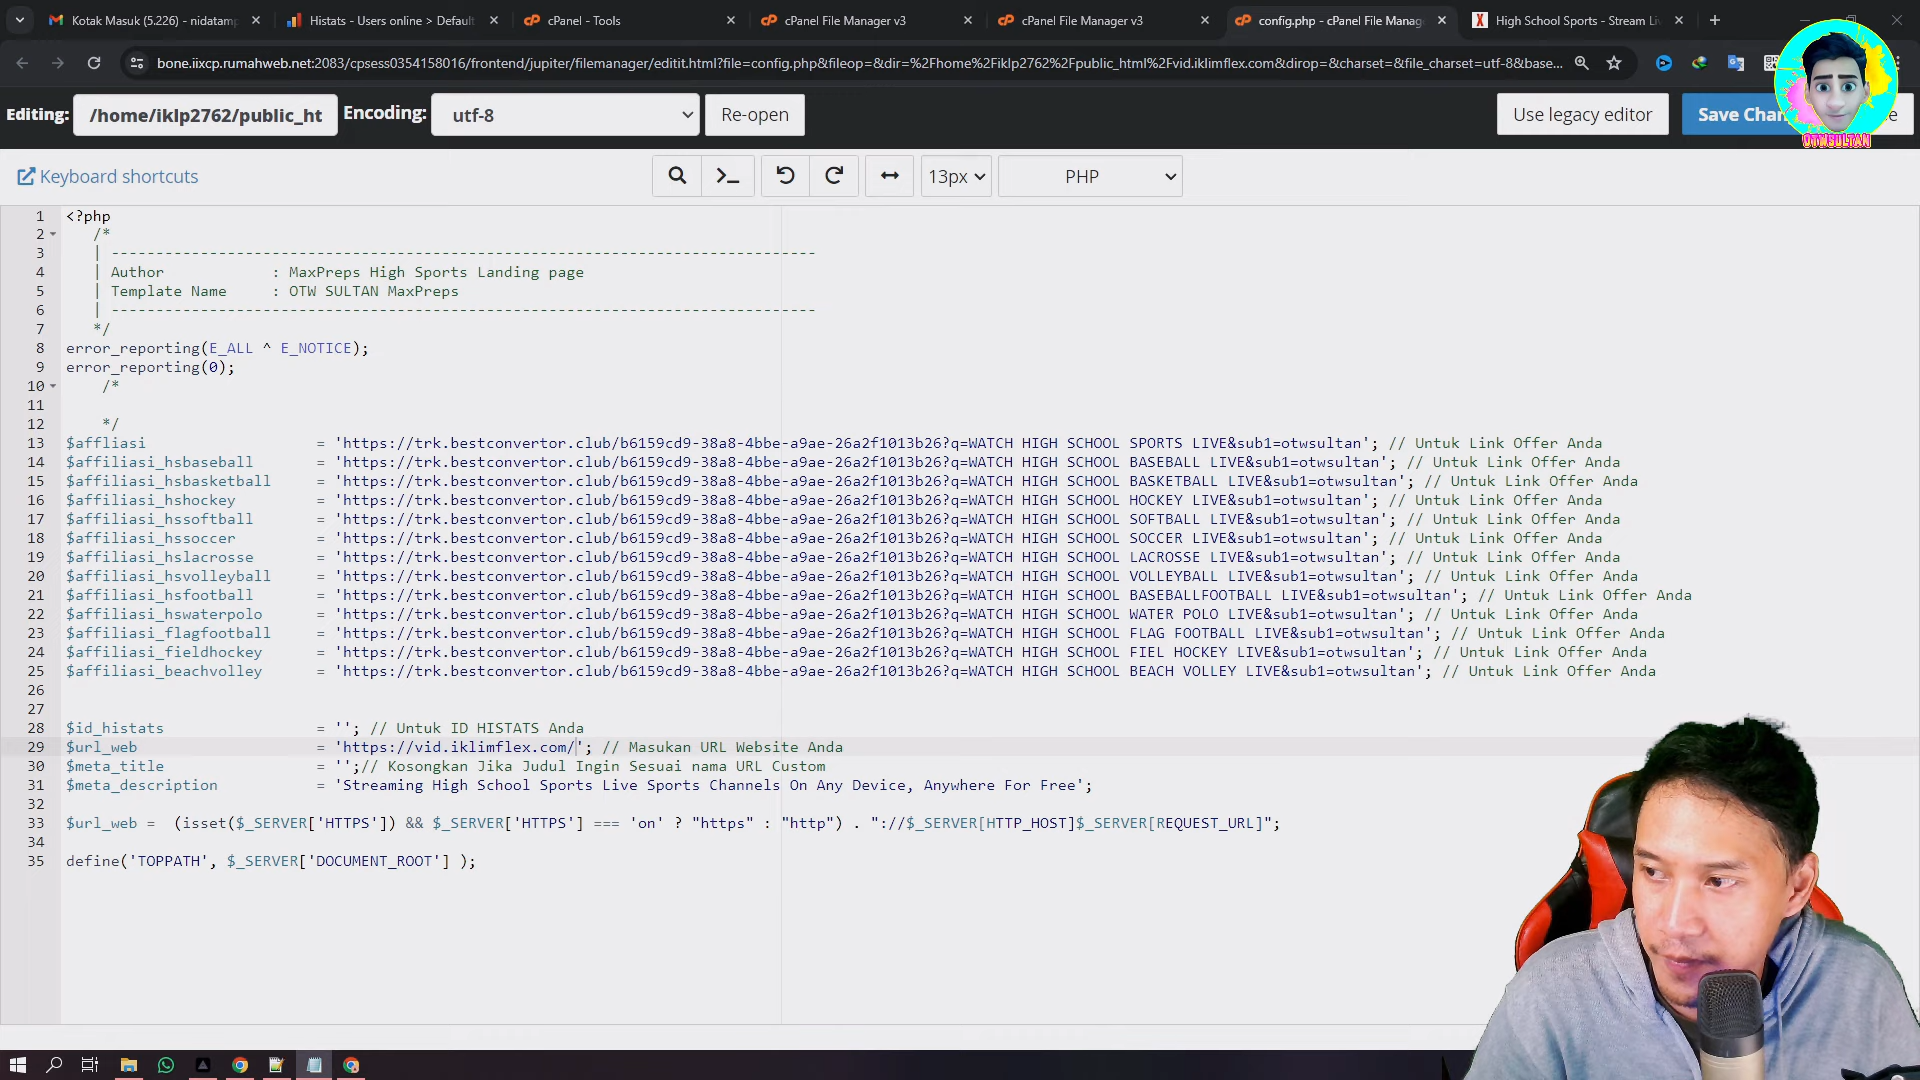 Kotak Masuk (5.226) - nidatamp
Histats - Users online > Default
cPanel - Tools
cPanel File Manager v3
cPanel File Manager v3
config.php - cPanel File Manag
High School Sports - Stream Li
bone.iixcp.rumahweb.net:2083/cpsess0354158016/frontend/jupiter/filemanager/editit.html?file=config.php&fileop=&dir=%2Fhome%2Fiklp2762%2Fpublic_html%2Fvid.iklimflex.com&dirop=&charset=&file_charset=utf-8&base...
Editing: /home/iklp2762/public_ht Encoding: utf-8 Re-open Use legacy editor Save Chan
OTWSULTAN
Keyboard shortcuts 13px PHP
1 <?php
2 /*
3 | -------------------------------------------------------------------------------
4 | Author : MaxPreps High Sports Landing page
5 | Template Name : OTW SULTAN MaxPreps
6 | -------------------------------------------------------------------------------
7 */
8 error_reporting(E_ALL ^ E_NOTICE);
9 error_reporting(0);
10 /*
11
12 */
13 $affliasi = 'https://trk.bestconvertor.club/b6159cd9-38a8-4bbe-a9ae-26a2f1013b26?q=WATCH HIGH SCHOOL SPORTS LIVE&sub1=otwsultan'; // Untuk Link Offer Anda
14 $affiliasi_hsbaseball = 'https://trk.bestconvertor.club/b6159cd9-38a8-4bbe-a9ae-26a2f1013b26?q=WATCH HIGH SCHOOL BASEBALL LIVE&sub1=otwsultan'; // Untuk Link Offer Anda
15 $affiliasi_hsbasketball = 'https://trk.bestconvertor.club/b6159cd9-38a8-4bbe-a9ae-26a2f1013b26?q=WATCH HIGH SCHOOL BASKETBALL LIVE&sub1=otwsultan'; // Untuk Link Offer Anda
16 $affiliasi_hshockey = 'https://trk.bestconvertor.club/b6159cd9-38a8-4bbe-a9ae-26a2f1013b26?q=WATCH HIGH SCHOOL HOCKEY LIVE&sub1=otwsultan'; // Untuk Link Offer Anda
17 $affiliasi_hssoftball = 'https://trk.bestconvertor.club/b6159cd9-38a8-4bbe-a9ae-26a2f1013b26?q=WATCH HIGH SCHOOL SOFTBALL LIVE&sub1=otwsultan'; // Untuk Link Offer Anda
18 $affiliasi_hssoccer = 'https://trk.bestconvertor.club/b6159cd9-38a8-4bbe-a9ae-26a2f1013b26?q=WATCH HIGH SCHOOL SOCCER LIVE&sub1=otwsultan'; // Untuk Link Offer Anda
19 $affiliasi_hslacrosse = 'https://trk.bestconvertor.club/b6159cd9-38a8-4bbe-a9ae-26a2f1013b26?q=WATCH HIGH SCHOOL LACROSSE LIVE&sub1=otwsultan'; // Untuk Link Offer Anda
20 $affiliasi_hsvolleyball = 'https://trk.bestconvertor.club/b6159cd9-38a8-4bbe-a9ae-26a2f1013b26?q=WATCH HIGH SCHOOL VOLLEYBALL LIVE&sub1=otwsultan'; // Untuk Link Offer Anda
21 $affiliasi_hsfootball = 'https://trk.bestconvertor.club/b6159cd9-38a8-4bbe-a9ae-26a2f1013b26?q=WATCH HIGH SCHOOL BASEBALLFOOTBALL LIVE&sub1=otwsultan'; // Untuk Link Offer Anda
22 $affiliasi_hswaterpolo = 'https://trk.bestconvertor.club/b6159cd9-38a8-4bbe-a9ae-26a2f1013b26?q=WATCH HIGH SCHOOL WATER POLO LIVE&sub1=otwsultan'; // Untuk Link Offer Anda
23 $affiliasi_flagfootball = 'https://trk.bestconvertor.club/b6159cd9-38a8-4bbe-a9ae-26a2f1013b26?q=WATCH HIGH SCHOOL FLAG FOOTBALL LIVE&sub1=otwsultan'; // Untuk Link Offer Anda
24 $affiliasi_fieldhockey = 'https://trk.bestconvertor.club/b6159cd9-38a8-4bbe-a9ae-26a2f1013b26?q=WATCH HIGH SCHOOL FIEL HOCKEY LIVE&sub1=otwsultan'; // Untuk Link Offer Anda
25 $affiliasi_beachvolley = 'https://trk.bestconvertor.club/b6159cd9-38a8-4bbe-a9ae-26a2f1013b26?q=WATCH HIGH SCHOOL BEACH VOLLEY LIVE&sub1=otwsultan'; // Untuk Link Offer Anda
26
27
28 $id_histats = ''; // Untuk ID HISTATS Anda
29 $url_web = 'https://vid.iklimflex.com/'; // Masukan URL Website Anda
30 $meta_title = '';// Kosongkan Jika Judul Ingin Sesuai nama URL Custom
31 $meta_description = 'Streaming High School Sports Live Sports Channels On Any Device, Anywhere For Free';
32
33 $url_web = (isset($_SERVER['HTTPS']) && $_SERVER['HTTPS'] === 'on' ? "https" : "http") . "://$_SERVER[HTTP_HOST]$_SERVER[REQUEST_URL]";
34
35 define('TOPPATH', $_SERVER['DOCUMENT_ROOT'] );